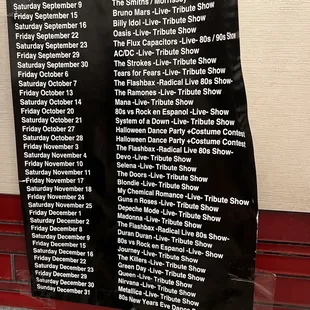 Saturday September 9 The Smiths / Morrissey
Friday September 15 Bruno Mars -Live- Tribute Show
Saturday September 16 Billy Idol -Live- Tribute Show
Friday September 22 Oasis -Live- Tribute Show
Saturday September 23 The Flux Capacitors -Live- 80s / 90s Show
Friday September 29 AC/DC -Live- Tribute Show
Saturday September 30 The Strokes -Live- Tribute Show
Friday October 6 Tears for Fears -Live- Tribute Show
Saturday October 7 The Flashbax -Radical Live 80s Show-
Friday October 13 The Ramones -Live- Tribute Show
Saturday October 14 Mana -Live- Tribute Show
Friday October 20 80s vs Rock en Espanol -Live- Show
Saturday October 21 System of a Down -Live- Tribute Show
Friday October 27 Halloween Dance Party +Costume Contest
Saturday October 28 Halloween Dance Party +Costume Contest
Friday November 3 The Flashbax -Radical Live 80s Show-
Saturday November 4 Devo -Live- Tribute Show
Friday November 10 Selena -Live- Tribute Show
Saturday November 11 The Doors -Live- Tribute Show
Friday November 17 Blondie -Live- Tribute Show
Saturday November 18 My Chemical Romance -Live- Tribute Show
Friday November 24 Guns n Roses -Live- Tribute Show
Saturday November 25 Depeche Mode -Live- Tribute Show
Friday December 1 Madonna -Live- Tribute Show
Saturday December 2 The Flashbax -Radical Live 80s Show-
Friday December 8 Duran Duran -Live- Tribute Show
Saturday December 9 80s vs Rock en Espanol -Live- Show
Friday December 15 Journey -Live- Tribute Show
Saturday December 16 The Killers -Live- Tribute Show
Friday December 22 Green Day -Live- Tribute Show
Saturday December 23 Queen -Live- Tribute Show
Friday December 29 Nirvana -Live- Tribute Show
Saturday December 30 Metallica -Live- Tribute Show
Sunday December 31 80s New Years Eve Dance